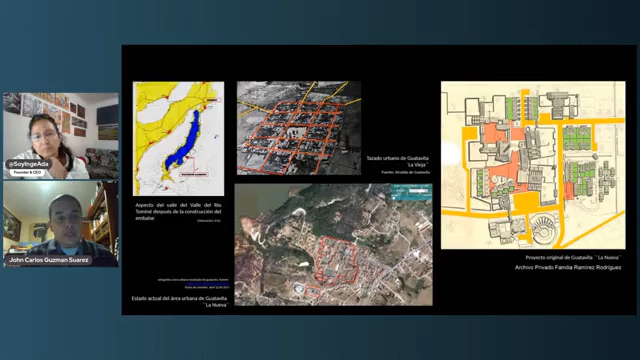 @SoyIngeAda
Founder & CEO
John Carlos Guzman Suarez
Aspecto del valle del Valle del Río
Tominé después de la construcción del
embalse
Tazado urbano de Guatavita
¨La Vieja¨
Fuente: Alcaldía de Guatavita
Estado actual del área urbana de Guatavita
¨La Nueva¨
Proyecto original de Guatavita ¨La Nueva¨
Archivo Privado Familia Ramírez Rodríguez